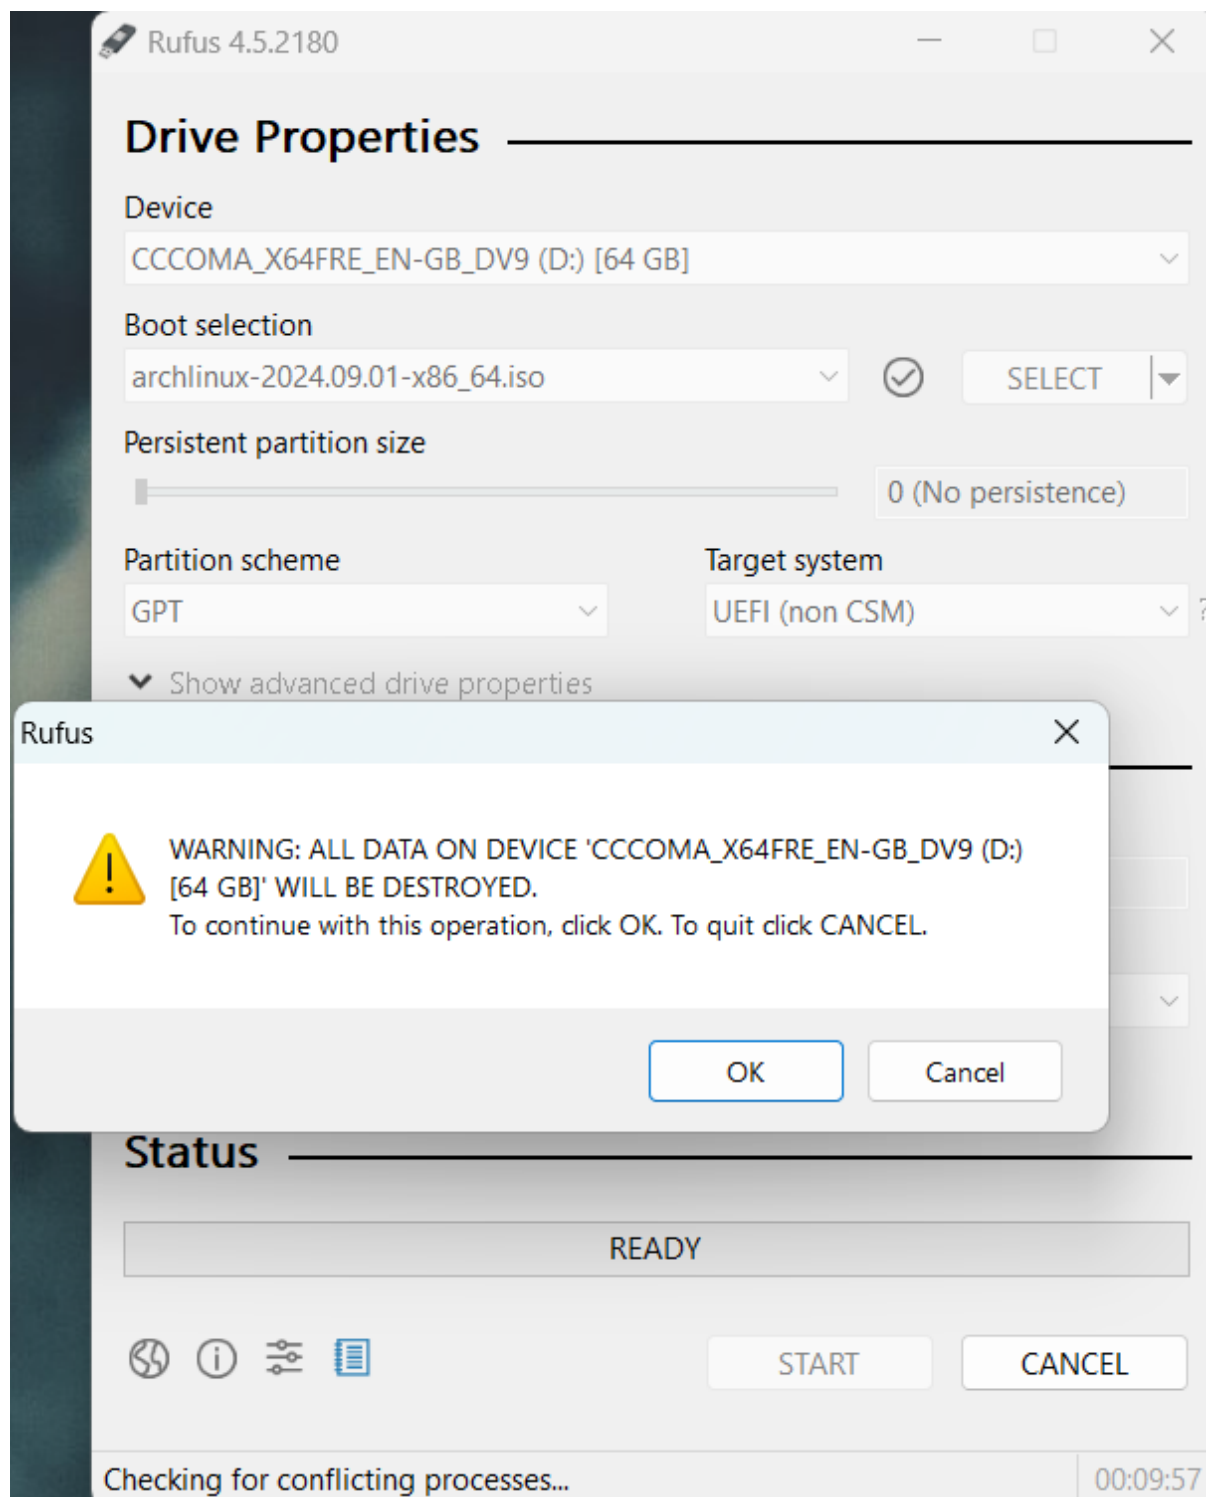 Rufus 4.5.2180
Drive Properties
Device
CCCOMA_X64FRE_EN-GB_DV9 (D:) [64 GB]
Boot selection
archlinux-2024.09.01-x86_64.iso
SELECT
Persistent partition size
0 (No persistence)
Partition scheme
Target system
GPT
UEFI (non CSM)
?
Show advanced drive properties
Rufus
WARNING: ALL DATA ON DEVICE 'CCCOMA_X64FRE_EN-GB_DV9 (D:)
[64 GB]' WILL BE DESTROYED.
To continue with this operation, click OK. To quit click CANCEL.
OK
Cancel
Status
READY
START
CANCEL
Checking for conflicting processes...
00:09:57